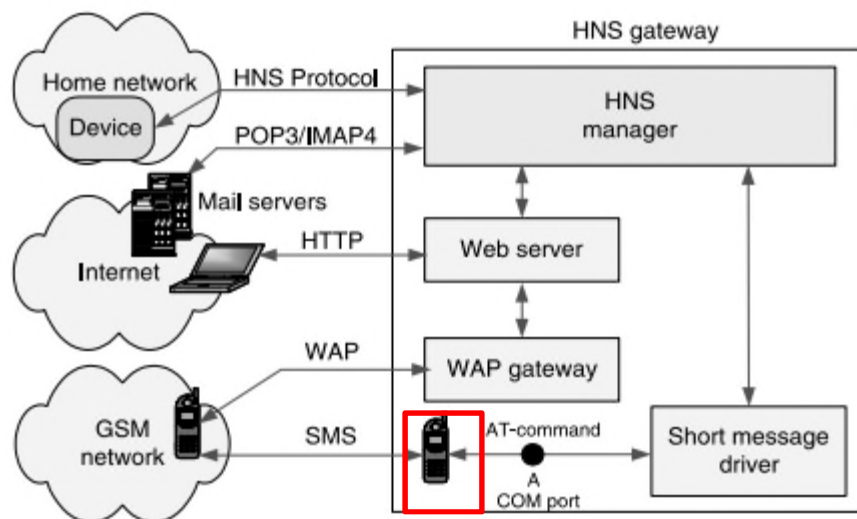 HNS gateway
Home network
Device
HNS Protocol
HNS
manager
POP3/IMAP4
Mail servers
HTTP
Internet
Web server
WAP
WAP gateway
GSM
network
SMS
AT-command
A
COM port
Short message
driver